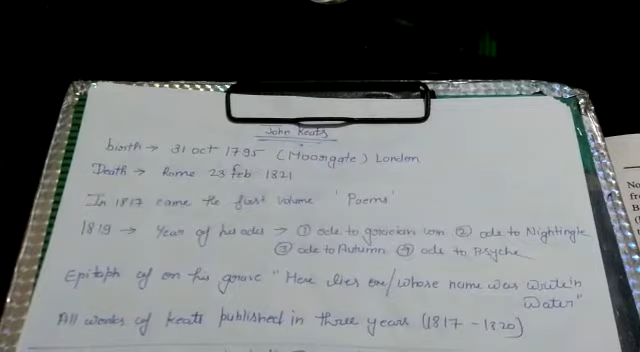 John Keats
birth → 31 oct 1795 (Moorgate) London
Death → Rome 23 feb 1821
In 1817 came the first volume 'Poems'
1819 → Year of his odes → ① ode to grecian urn ② ode to Nightingle
③ ode to Autumn ④ ode to Psyche
Epitaph of on his grave "Here lies one/whose name was write in
Water"
All works of Keats published in three years (1817 - 1820)
No
fr
B